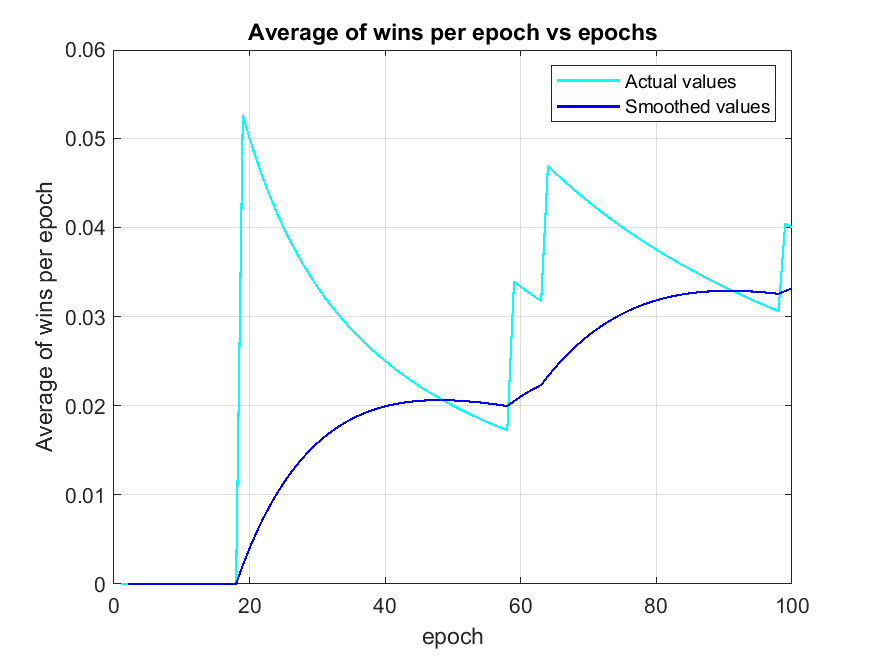 Average of wins per epoch vs epochs
0.06
0.05
0.04
0.03
0.02
0.01
0
Average of wins per epoch
Actual values
Smoothed values
0 20 40 60 80 100
epoch